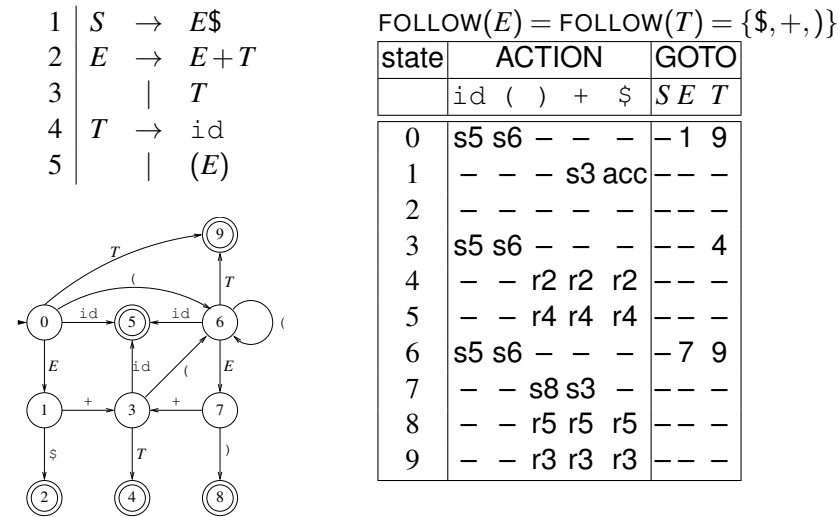 1 S → E$
2 E → E+T
3 | T
4 T → id
5 | (E)
FOLLOW(E) = FOLLOW(T) = {$,+,)}
state ACTION GOTO
id ( ) + $ S E T
0 s5 s6 – – – – 1 9
1 – – – s3 acc – – –
2 – – – – – – – –
3 s5 s6 – – – – – 4
4 – – r2 r2 r2 – – –
5 – – r4 r4 r4 – – –
6 s5 s6 – – – – 7 9
7 – – s8 s3 – – – –
8 – – r5 r5 r5 – – –
9 – – r3 r3 r3 – – –
9
T
( T
0 id 5 id 6 (
E id ( E
1 + 3 + 7
$ T )
2 4 8